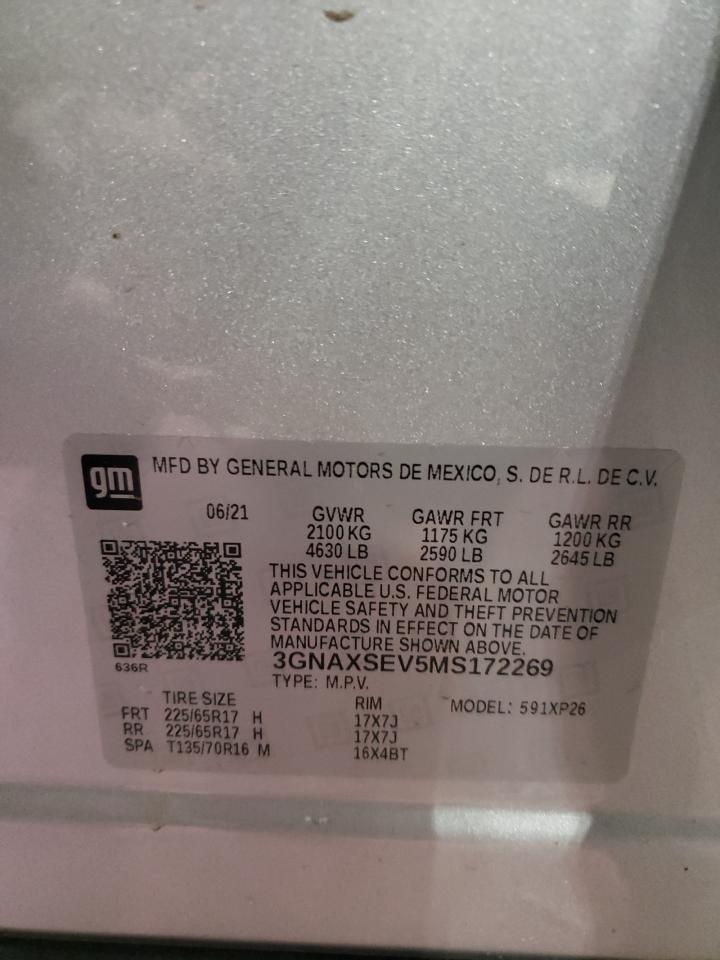 gm
MFD BY GENERAL MOTORS DE MEXICO, S. DE R.L. DE C.V.
06/21 GVWR GAWR FRT GAWR RR
2100 KG 1175 KG 1200 KG
4630 LB 2590 LB 2645 LB
THIS VEHICLE CONFORMS TO ALL
APPLICABLE U.S. FEDERAL MOTOR
VEHICLE SAFETY AND THEFT PREVENTION
STANDARDS IN EFFECT ON THE DATE OF
MANUFACTURE SHOWN ABOVE.
636R
3GNAXSEV5MS172269
TYPE: M.P.V.
TIRE SIZE RIM MODEL: 591XP26
FRT 225/65R17 H 17X7J
RR 225/65R17 H 17X7J
SPA T135/70R16 M 16X4BT